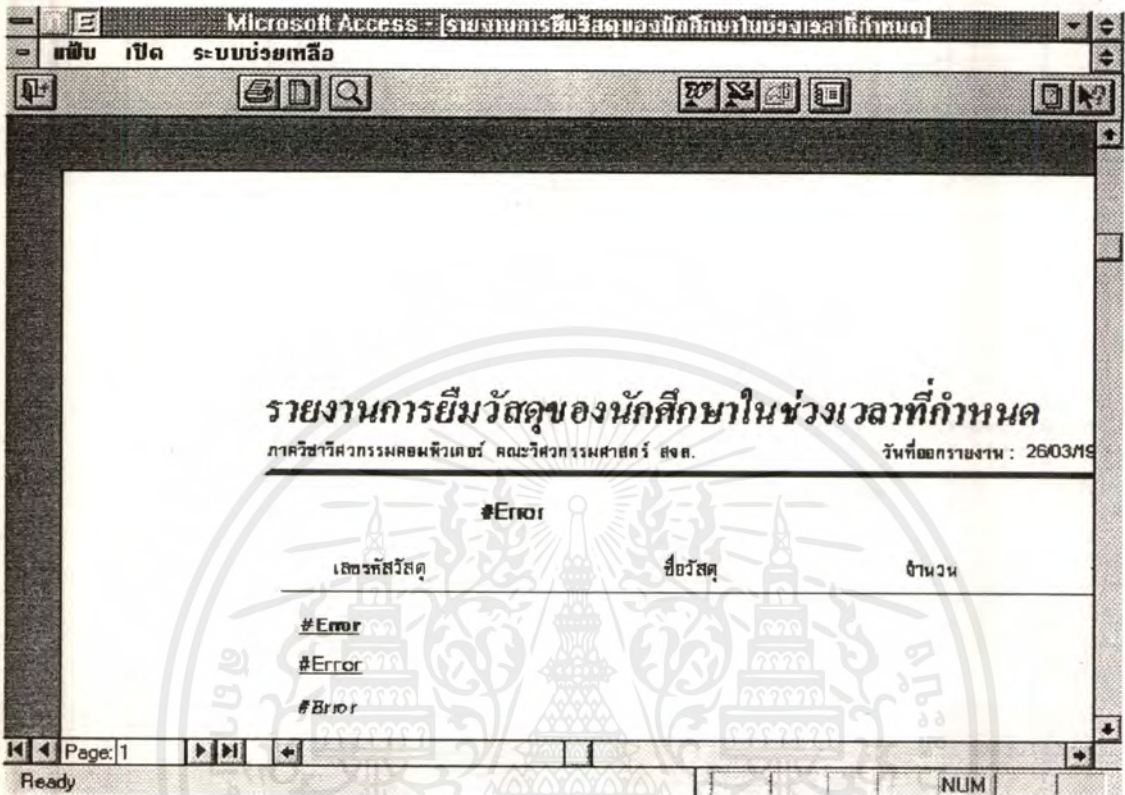 Microsoft Access - [รายงานการยืมวัสดุของนักศึกษาในช่วงเวลาที่กำหนด]
แฟ้ม เปิด ระบบช่วยเหลือ
รายงานการยืมวัสดุของนักศึกษาในช่วงเวลาที่กำหนด
ภาควิชาวิศวกรรมคอมพิวเตอร์ คณะวิศวกรรมศาสตร์ สจล. วันที่ออกรายงาน : 26/03/19
#Error
เลขรหัสวัสดุ ชื่อวัสดุ จำนวน
#Error
#Error
#Error
Page: 1
Ready NUM